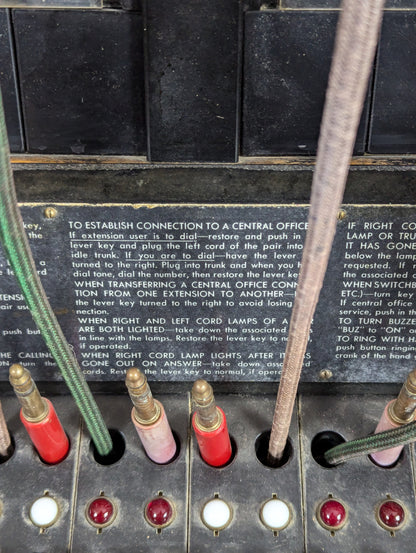 key,
TO ESTABLISH CONNECTION TO A CENTRAL OFFICE
If extension user is to dial—restore and push in
lever key and plug the left cord of the pair into
idle trunk. If you are to dial—have the lever
turned to the right. Plug into trunk and when you
dial tone, dial the number, then restore the lever key
WHEN TRANSFERRING A CENTRAL OFFICE
TION FROM ONE EXTENSION TO ANOTHER—
the lever key turned to the right to avoid losing
nection.
WHEN RIGHT AND LEFT CORD LAMPS OF A
ARE BOTH LIGHTED—take down the associated
in line with the lamps. Restore the lever key to
if operated.
WHEN RIGHT CORD LAMP LIGHTS AFTER IT HAS
GONE OUT ON ANSWER—take down the associated
cords. Restore the lever key to normal, if operated.
push but
THE CALLING
turn the
IF RIGHT CORD
LAMP OR TRU
IT HAS GONE
below the lamp
requested. If n
the associated c
WHEN SWITCHB
ETC.)—turn
If central office
service, push in th
TO TURN BUZZE
"BUZ" to "ON" o
TO RING WITH HA
push button ringing
crank of the hand